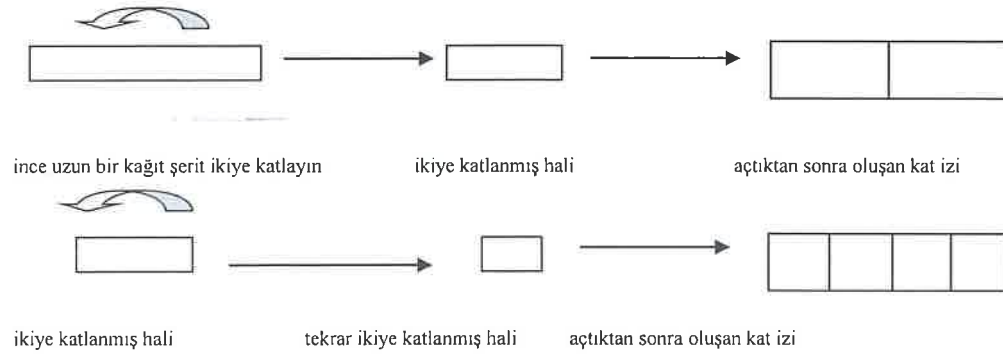 ince uzun bir kağıt şerit ikiye katlayın ikiye katlanmış hali açtıktan sonra oluşan kat izi
ikiye katlanmış hali tekrar ikiye katlanmış hali açtıktan sonra oluşan kat izi